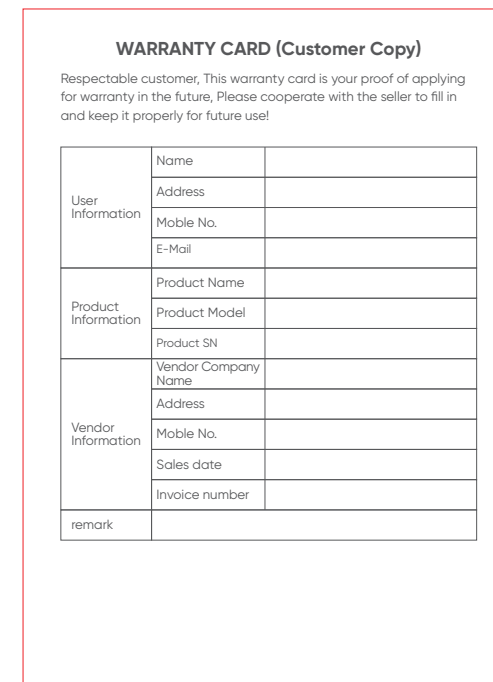 WARRANTY CARD (Customer Copy)
Respectable customer, This warranty card is your proof of applying
for warranty in the future, Please cooperate with the seller to fill in
and keep it properly for future use!
User
Information
Name
Address
Moble No.
E-Mail
Product
Information
Product Name
Product Model
Product SN
Vendor
Information
Vendor Company
Name
Address
Moble No.
Sales date
Invoice number
remark